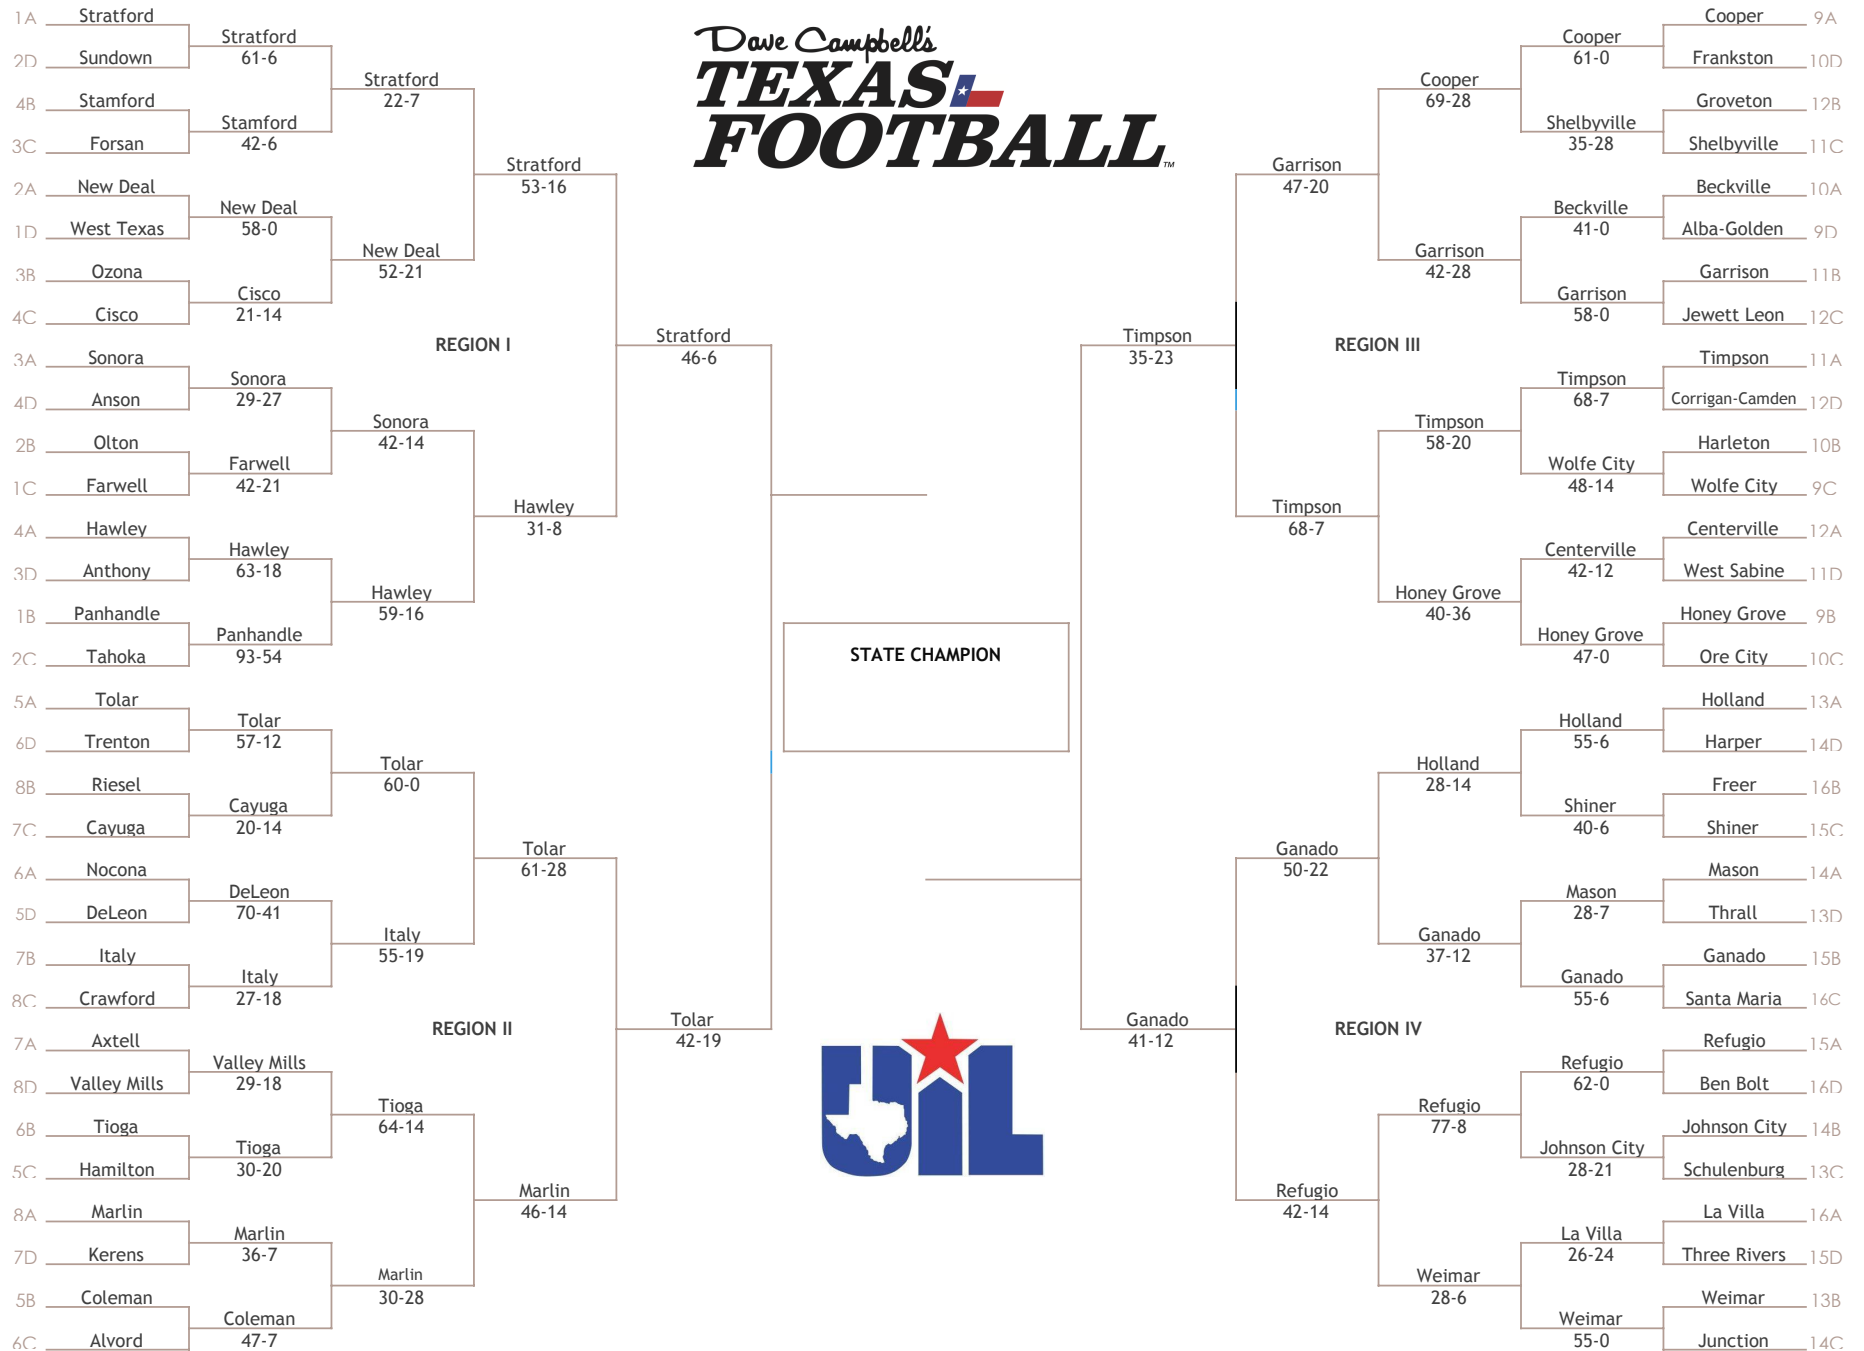 Dave Campbell's
TEXAS
FOOTBALL™
1A Stratford
2D Sundown
4B Stamford
3C Forsan
2A New Deal
1D West Texas
3B Ozona
4C Cisco
3A Sonora
4D Anson
2B Olton
1C Farwell
4A Hawley
3D Anthony
1B Panhandle
2C Tahoka
5A Tolar
6D Trenton
8B Riesel
7C Cayuga
6A Nocona
5D DeLeon
7B Italy
8C Crawford
7A Axtell
8D Valley Mills
6B Tioga
5C Hamilton
8A Marlin
7D Kerens
5B Coleman
6C Alvord
Stratford
61-6
Stamford
42-6
New Deal
58-0
Cisco
21-14
Sonora
29-27
Farwell
42-21
Hawley
63-18
Panhandle
93-54
Tolar
57-12
Cayuga
20-14
DeLeon
70-41
Italy
27-18
Valley Mills
29-18
Tioga
30-20
Marlin
36-7
Coleman
47-7
Stratford
22-7
New Deal
52-21
Sonora
42-14
Hawley
59-16
Tolar
60-0
Italy
55-19
Tioga
64-14
Marlin
30-28
Stratford
53-16
Hawley
31-8
Tolar
61-28
Marlin
46-14
REGION I
REGION II
Stratford
46-6
Tolar
42-19
STATE CHAMPION
UIL
Timpson
35-23
Ganado
41-12
REGION III
REGION IV
Garrison
47-20
Timpson
68-7
Ganado
50-22
Refugio
42-14
Cooper
69-28
Garrison
42-28
Timpson
58-20
Honey Grove
40-36
Holland
28-14
Ganado
37-12
Refugio
77-8
Weimar
28-6
Cooper
61-0
Shelbyville
35-28
Beckville
41-0
Garrison
58-0
Timpson
68-7
Wolfe City
48-14
Centerville
42-12
Honey Grove
47-0
Holland
55-6
Shiner
40-6
Mason
28-7
Ganado
55-6
Refugio
62-0
Johnson City
28-21
La Villa
26-24
Weimar
55-0
Cooper 9A
Frankston 10D
Groveton 12B
Shelbyville 11C
Beckville 10A
Alba-Golden 9D
Garrison 11B
Jewett Leon 12C
Timpson 11A
Corrigan-Camden 12D
Harleton 10B
Wolfe City 9C
Centerville 12A
West Sabine 11D
Honey Grove 9B
Ore City 10C
Holland 13A
Harper 14D
Freer 16B
Shiner 15C
Mason 14A
Thrall 13D
Ganado 15B
Santa Maria 16C
Refugio 15A
Ben Bolt 16D
Johnson City 14B
Schulenburg 13C
La Villa 16A
Three Rivers 15D
Weimar 13B
Junction 14C